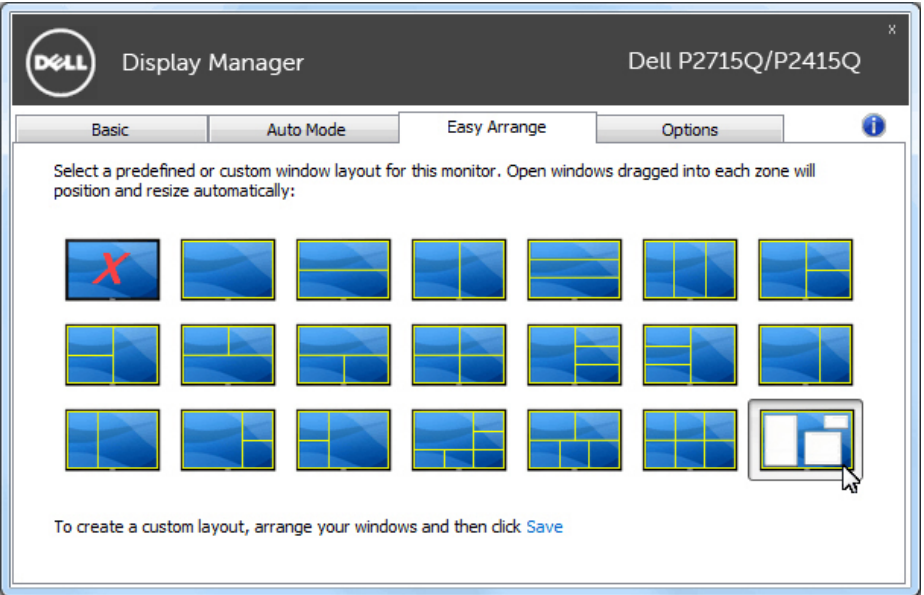 DELL
Display Manager
Dell P2715Q/P2415Q
x
Basic
Auto Mode
Easy Arrange
Options
i
Select a predefined or custom window layout for this monitor. Open windows dragged into each zone will
position and resize automatically:
X
To create a custom layout, arrange your windows and then click Save